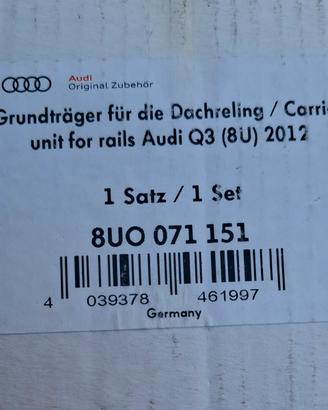 Audi
Original Zubehör
Grundträger für die Dachreling / Carri
unit for rails Audi Q3 (8U) 2012
1 Satz / 1 Set
8UO 071 151
4 039378 461997
Germany